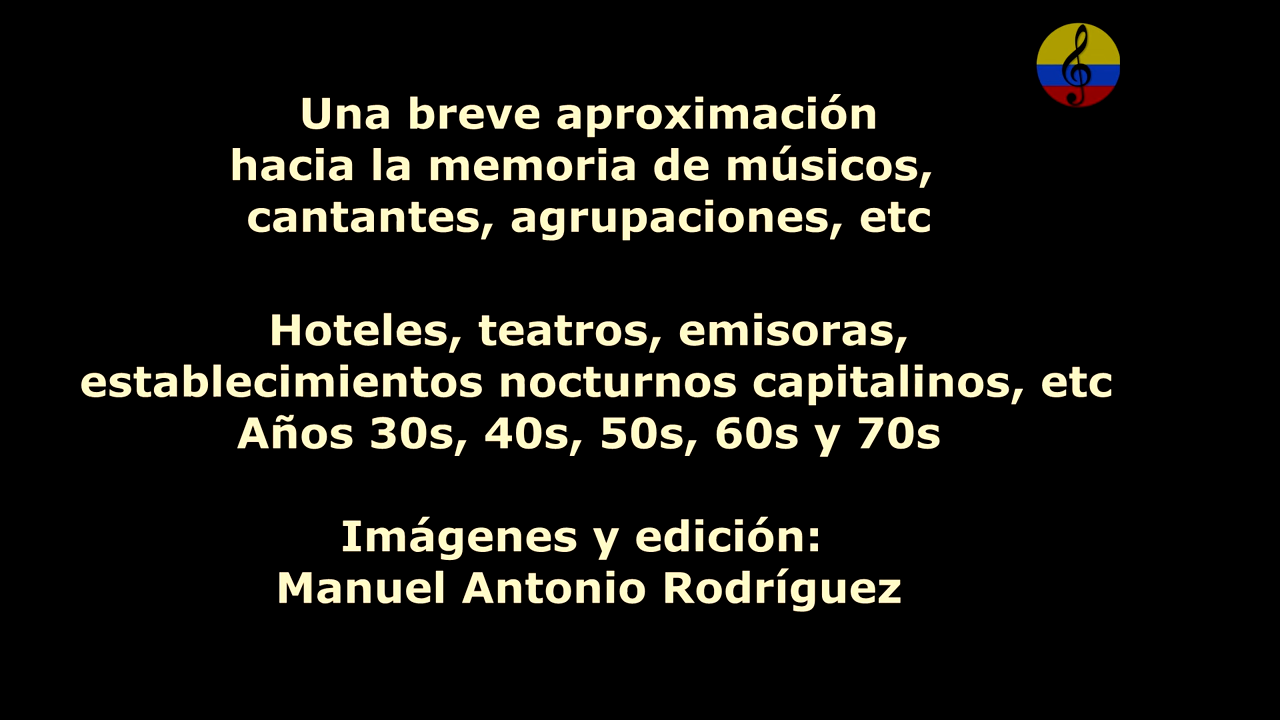 Una breve aproximación
hacia la memoria de músicos,
cantantes, agrupaciones, etc
Hoteles, teatros, emisoras,
establecimientos nocturnos capitalinos, etc
Años 30s, 40s, 50s, 60s y 70s
Imágenes y edición:
Manuel Antonio Rodríguez